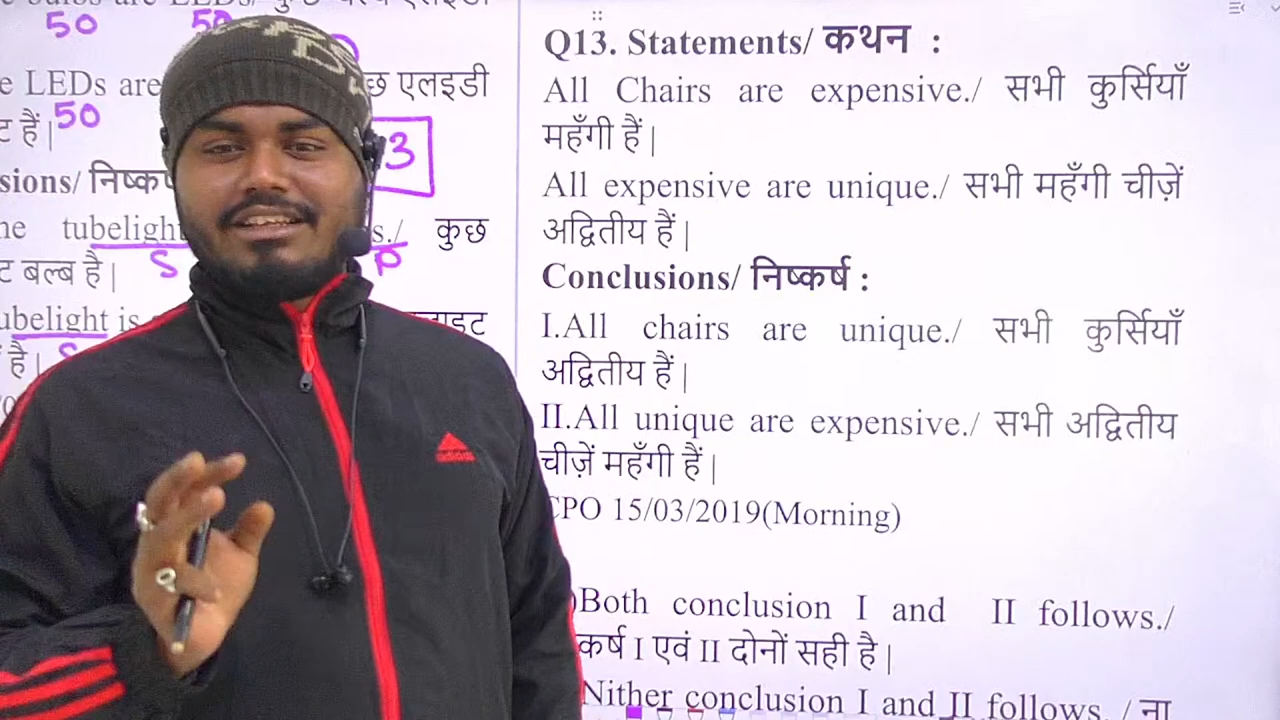 50
50
e LEDs are
छ एलइडी
ट हैं| 50
3
sions/
tubelight
s./ कुछ
S
P
ट बल्ब है|
ubelight is
है|
adidas
Q13. Statements/ कथन :
All Chairs are expensive./ सभी कुर्सियाँ
महँगी हैं|
All expensive are unique./ सभी महँगी चीज़ें
अद्वितीय हैं|
Conclusions/ निष्कर्ष :
I.All chairs are unique./ सभी कुर्सियाँ
अद्वितीय हैं|
II.All unique are expensive./ सभी अद्वितीय
चीज़ें महँगी हैं|
CPO 15/03/2019(Morning)
)Both conclusion I and II follows./
कर्ष I एवं II दोनों सही है|
Nither conclusion I and II follows. / ना